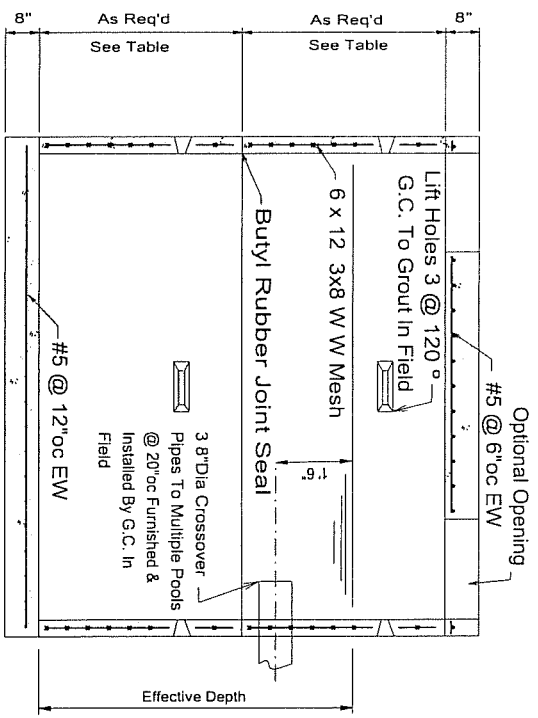 8"
As Req'd
As Req'd
8"
See Table
See Table
Optional Opening
#5 @ 6"oc EW
Lift Holes 3 @ 120°
G.C. To Grout In Field
6 x 12 3x8 W W Mesh
1'6"
Butyl Rubber Joint Seal
3 8"Dia Crossover
Pipes To Multiple Pools
@ 20"oc Furnished &
Installed By G.C. In
Field
#5 @ 12"oc EW
Effective Depth